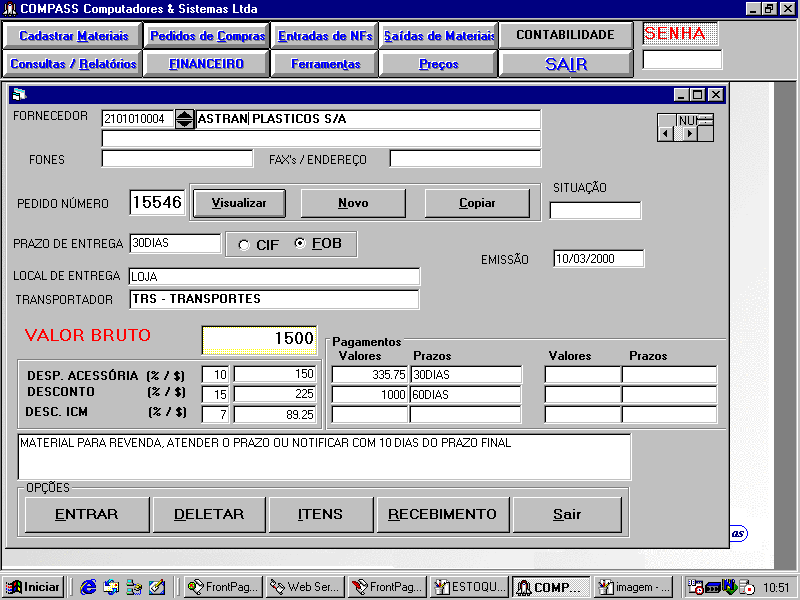 COMPASS Computadores & Sistemas Ltda
Cadastrar Materiais Pedidos de Compras Entradas de NFs Saídas de Materiais CONTABILIDADE SENHA
Consultas / Relatórios FINANCEIRO Ferramentas Preços SAIR
FORNECEDOR 2101010004 ASTRAN PLASTICOS S/A NUM
FONES FAX's / ENDEREÇO
PEDIDO NÚMERO 15546 Visualizar Novo Copiar SITUAÇÃO
PRAZO DE ENTREGA 30DIAS CIF FOB
EMISSÃO 10/03/2000
LOCAL DE ENTREGA LOJA
TRANSPORTADOR TRS - TRANSPORTES
VALOR BRUTO 1500
Pagamentos
Valores Prazos Valores Prazos
DESP. ACESSÓRIA (% / $) 10 150 335.75 30DIAS
DESCONTO (% / $) 15 225 1000 60DIAS
DESC. ICM (% / $) 7 89.25
MATERIAL PARA REVENDA, ATENDER O PRAZO OU NOTIFICAR COM 10 DIAS DO PRAZO FINAL
OPÇÕES
ENTRAR DELETAR ITENS RECEBIMENTO Sair
as
Iniciar FrontPag... Web Ser... FrontPag... ESTOQU... COMP... imagem - ... 10:51